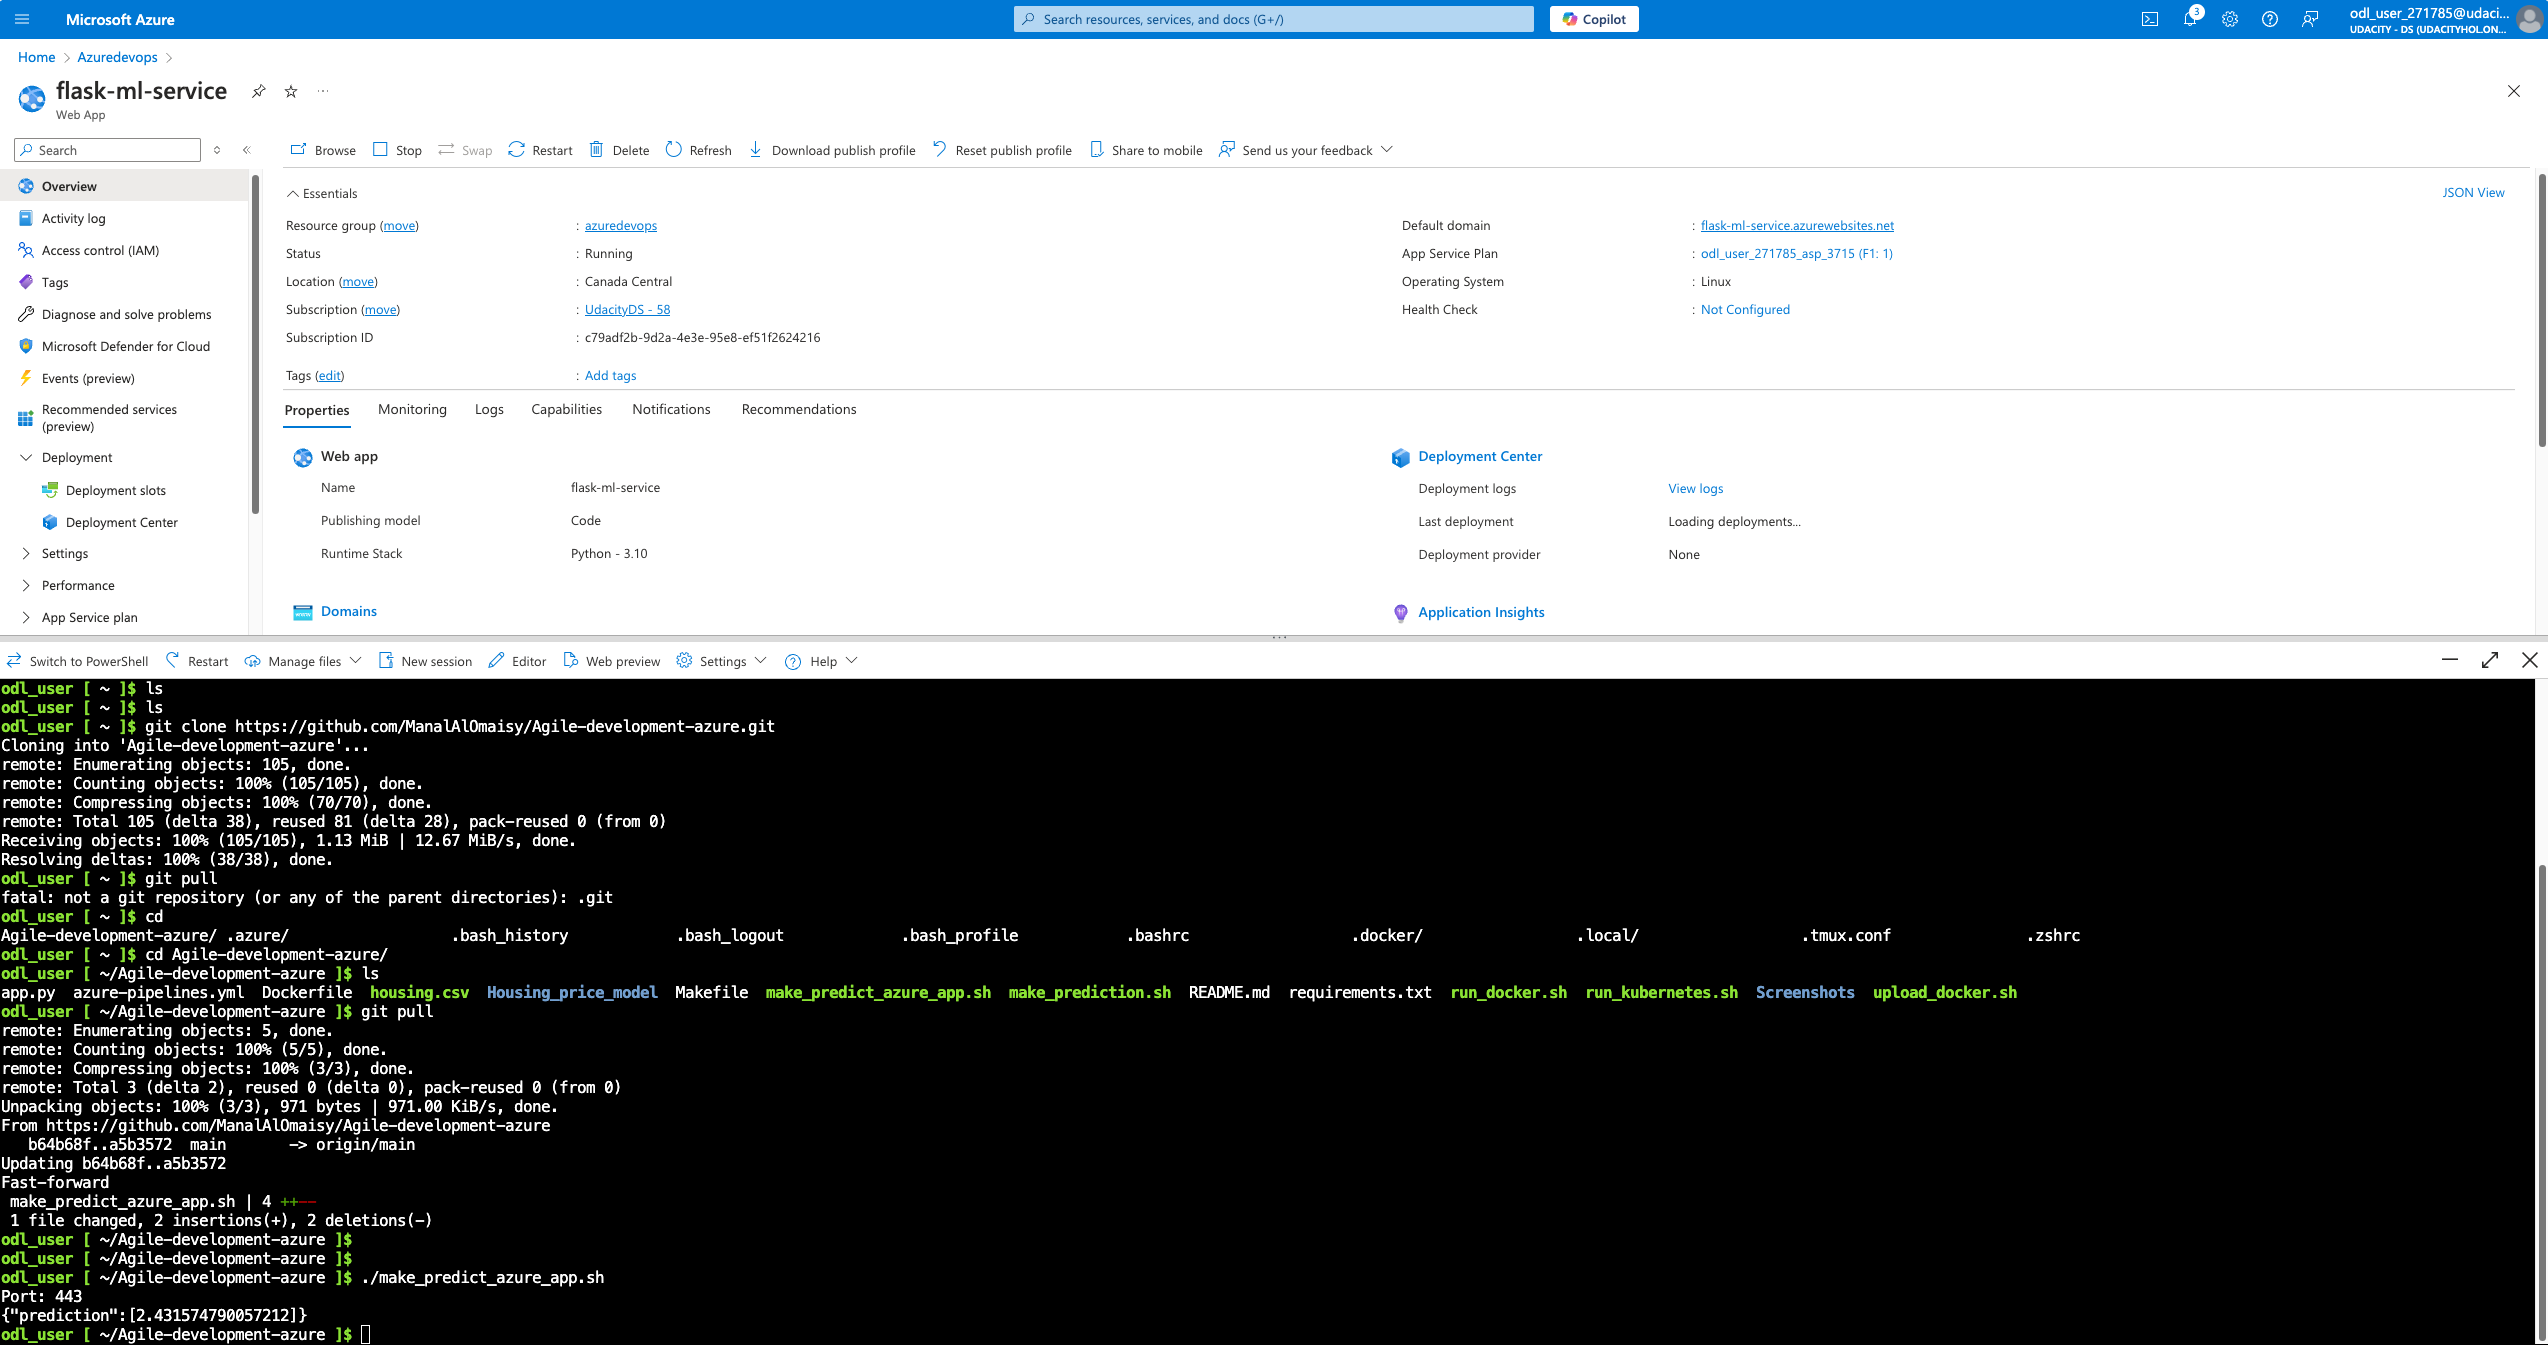 Microsoft Azure
Search resources, services, and docs (G+/)
Copilot
3
odl_user_271785@udaci...
UDACITY - DS (UDACITYHOL.ON...
Home > Azuredevops >
flask-ml-service
Web App
Search
Browse Stop Swap Restart Delete Refresh Download publish profile Reset publish profile Share to mobile Send us your feedback
Overview
Activity log
Access control (IAM)
Tags
Diagnose and solve problems
Microsoft Defender for Cloud
Events (preview)
Recommended services
(preview)
Deployment
Deployment slots
Deployment Center
Settings
Performance
App Service plan
Essentials
JSON View
Resource group (move) : azuredevops
Status : Running
Location (move) : Canada Central
Subscription (move) : UdacityDS - 58
Subscription ID : c79adf2b-9d2a-4e3e-95e8-ef51f2624216
Tags (edit) : Add tags
Default domain : flask-ml-service.azurewebsites.net
App Service Plan : odl_user_271785_asp_3715 (F1: 1)
Operating System : Linux
Health Check : Not Configured
Properties Monitoring Logs Capabilities Notifications Recommendations
Web app
Name flask-ml-service
Publishing model Code
Runtime Stack Python - 3.10
Domains
Deployment Center
Deployment logs View logs
Last deployment Loading deployments...
Deployment provider None
Application Insights
Switch to PowerShell Restart Manage files New session Editor Web preview Settings Help
odl_user [ ~ ]$ ls
odl_user [ ~ ]$ ls
odl_user [ ~ ]$ git clone https://github.com/ManalAlOmaisy/Agile-development-azure.git
Cloning into 'Agile-development-azure'...
remote: Enumerating objects: 105, done.
remote: Counting objects: 100% (105/105), done.
remote: Compressing objects: 100% (70/70), done.
remote: Total 105 (delta 38), reused 81 (delta 28), pack-reused 0 (from 0)
Receiving objects: 100% (105/105), 1.13 MiB | 12.67 MiB/s, done.
Resolving deltas: 100% (38/38), done.
odl_user [ ~ ]$ git pull
fatal: not a git repository (or any of the parent directories): .git
odl_user [ ~ ]$ cd
Agile-development-azure/ .azure/ .bash_history .bash_logout .bash_profile .bashrc .docker/ .local/ .tmux.conf .zshrc
odl_user [ ~ ]$ cd Agile-development-azure/
odl_user [ ~/Agile-development-azure ]$ ls
app.py azure-pipelines.yml Dockerfile housing.csv Housing_price_model Makefile make_predict_azure_app.sh make_prediction.sh README.md requirements.txt run_docker.sh run_kubernetes.sh Screenshots upload_docker.sh
odl_user [ ~/Agile-development-azure ]$ git pull
remote: Enumerating objects: 5, done.
remote: Counting objects: 100% (5/5), done.
remote: Compressing objects: 100% (3/3), done.
remote: Total 3 (delta 2), reused 0 (delta 0), pack-reused 0 (from 0)
Unpacking objects: 100% (3/3), 971 bytes | 971.00 KiB/s, done.
From https://github.com/ManalAlOmaisy/Agile-development-azure
b64b68f..a5b3572 main -> origin/main
Updating b64b68f..a5b3572
Fast-forward
make_predict_azure_app.sh | 4 ++--
1 file changed, 2 insertions(+), 2 deletions(-)
odl_user [ ~/Agile-development-azure ]$
odl_user [ ~/Agile-development-azure ]$
odl_user [ ~/Agile-development-azure ]$ ./make_predict_azure_app.sh
Port: 443
{"prediction":[2.431574790057212]}
odl_user [ ~/Agile-development-azure ]$